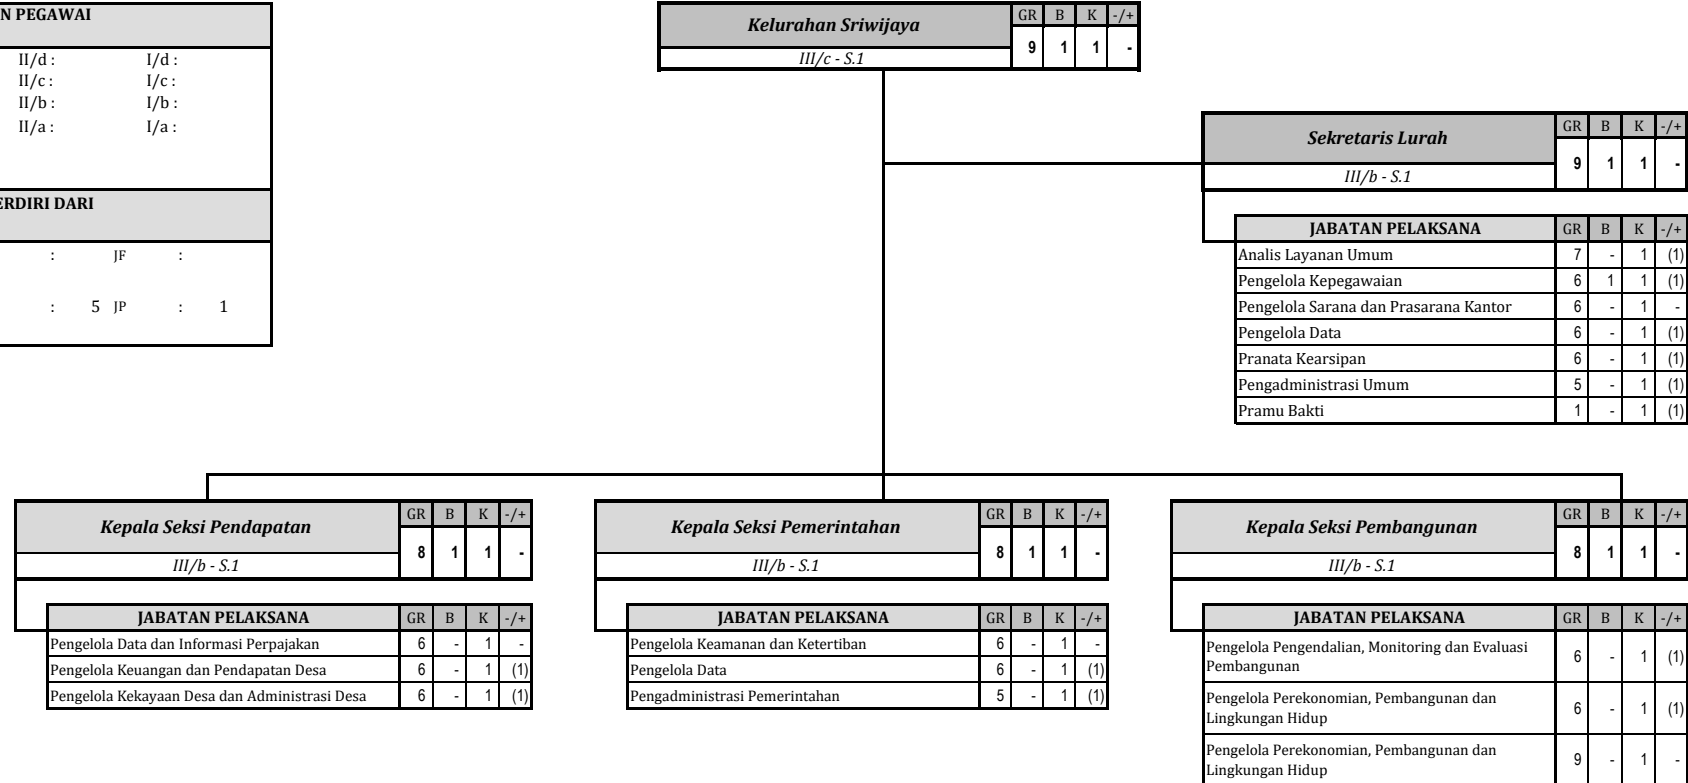 N PEGAWAI
II/d : I/d :
II/c : I/c :
II/b : I/b :
II/a : I/a :
ERDIRI DARI
: JF :
: 5 JP : 1
Kelurahan Sriwijaya GR B K -/+
III/c - S.1 9 1 1 -
Sekretaris Lurah GR B K -/+
III/b - S.1 9 1 1 -
JABATAN PELAKSANA GR B K -/+
Analis Layanan Umum 7 - 1 (1)
Pengelola Kepegawaian 6 1 1 (1)
Pengelola Sarana dan Prasarana Kantor 6 - 1 -
Pengelola Data 6 - 1 (1)
Pranata Kearsipan 6 - 1 (1)
Pengadministrasi Umum 5 - 1 (1)
Pramu Bakti 1 - 1 (1)
Kepala Seksi Pendapatan GR B K -/+
III/b - S.1 8 1 1 -
JABATAN PELAKSANA GR B K -/+
Pengelola Data dan Informasi Perpajakan 6 - 1 -
Pengelola Keuangan dan Pendapatan Desa 6 - 1 (1)
Pengelola Kekayaan Desa dan Administrasi Desa 6 - 1 (1)
Kepala Seksi Pemerintahan GR B K -/+
III/b - S.1 8 1 1 -
JABATAN PELAKSANA GR B K -/+
Pengelola Keamanan dan Ketertiban 6 - 1 -
Pengelola Data 6 - 1 (1)
Pengadministrasi Pemerintahan 5 - 1 (1)
Kepala Seksi Pembangunan GR B K -/+
III/b - S.1 8 1 1 -
JABATAN PELAKSANA GR B K -/+
Pengelola Pengendalian, Monitoring dan Evaluasi
Pembangunan 6 - 1 (1)
Pengelola Perekonomian, Pembangunan dan
Lingkungan Hidup 6 - 1 (1)
Pengelola Perekonomian, Pembangunan dan
Lingkungan Hidup 9 - 1 -